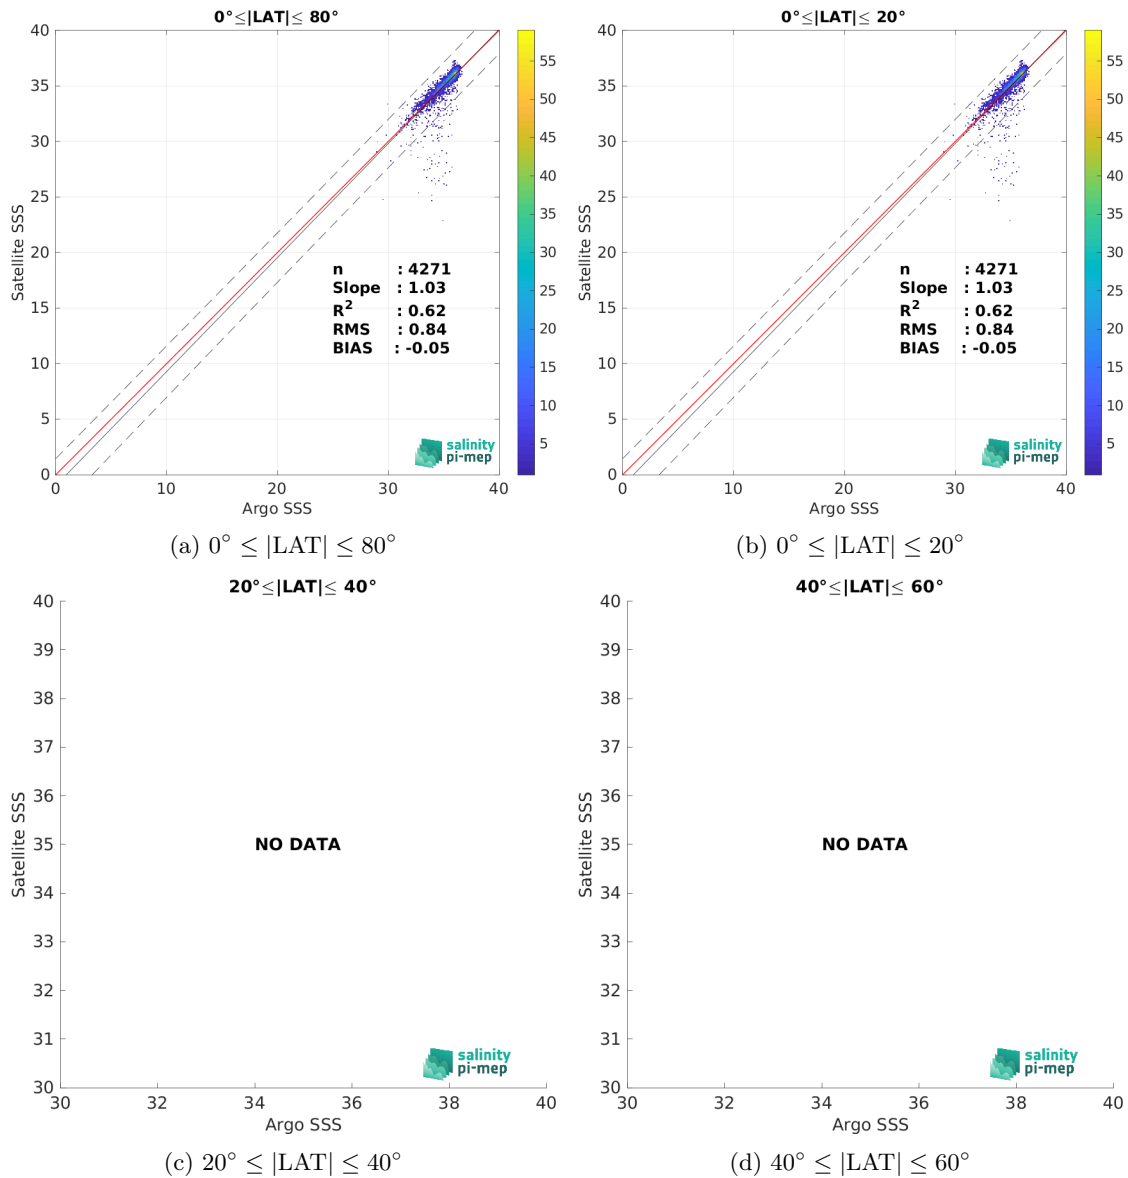 0°≤|LAT|≤ 80°
40
35
30
25
20
15
10
5
0
0
10
20
30
40
Satellite SSS
Argo SSS
n : 4271
Slope : 1.03
R² : 0.62
RMS : 0.84
BIAS : -0.05
salinity
pi-mep
55
50
45
40
35
30
25
20
15
10
5
(a) 0° ≤ |LAT| ≤ 80°
0°≤|LAT|≤ 20°
40
35
30
25
20
15
10
5
0
0
10
20
30
40
Satellite SSS
Argo SSS
n : 4271
Slope : 1.03
R² : 0.62
RMS : 0.84
BIAS : -0.05
salinity
pi-mep
55
50
45
40
35
30
25
20
15
10
5
(b) 0° ≤ |LAT| ≤ 20°
20°≤|LAT|≤ 40°
40
39
38
37
36
35
34
33
32
31
30
30
32
34
36
38
40
Satellite SSS
Argo SSS
NO DATA
salinity
pi-mep
(c) 20° ≤ |LAT| ≤ 40°
40°≤|LAT|≤ 60°
40
39
38
37
36
35
34
33
32
31
30
30
32
34
36
38
40
Satellite SSS
Argo SSS
NO DATA
salinity
pi-mep
(d) 40° ≤ |LAT| ≤ 60°